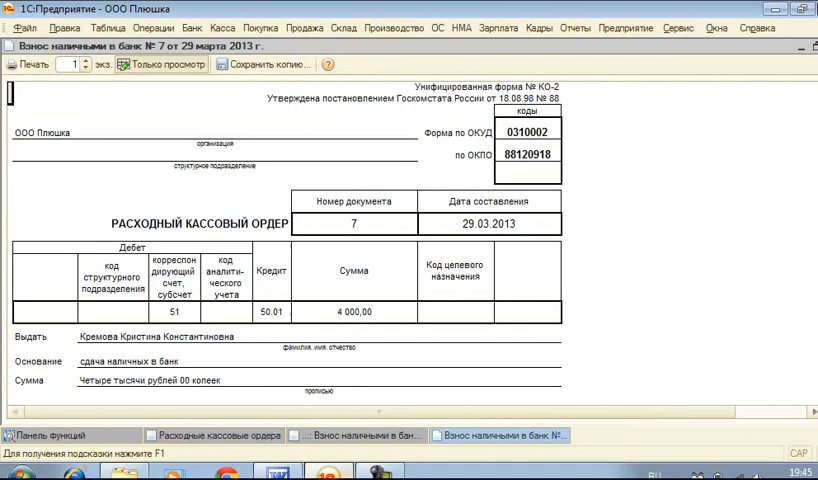 1С:Предприятие - ООО Плюшка
Файл Правка Таблица Операции Банк Касса Покупка Продажа Склад Производство ОС НМА Зарплата Кадры Отчеты Предприятие Сервис Окна Справка
Взнос наличными в банк № 7 от 29 марта 2013 г.
Печать 1 экз. Только просмотр Сохранить копию... ?
Унифицированная форма № КО-2
Утверждена постановлением Госкомстата России от 18.08.98 № 88
коды
ООО Плюшка Форма по ОКУД 0310002
организация
по ОКПО 88120918
структурное подразделение
Номер документа Дата составления
РАСХОДНЫЙ КАССОВЫЙ ОРДЕР 7 29.03.2013
Дебет
код структурного подразделения
корреспон дирующий счет, субсчет
код аналити- ческого учета
Кредит
Сумма
Код целевого назначения
51 50.01 4 000,00
Выдать Кремова Кристина Константиновна
фамилия, имя, отчество
Основание сдача наличных в банк
Сумма Четыре тысячи рублей 00 копеек
прописью
Панель функций Расходные кассовые ордера ...: Взнос наличными в бан... Взнос наличными в банк №...
Для получения подсказки нажмите F1 CAP
RU 19:45